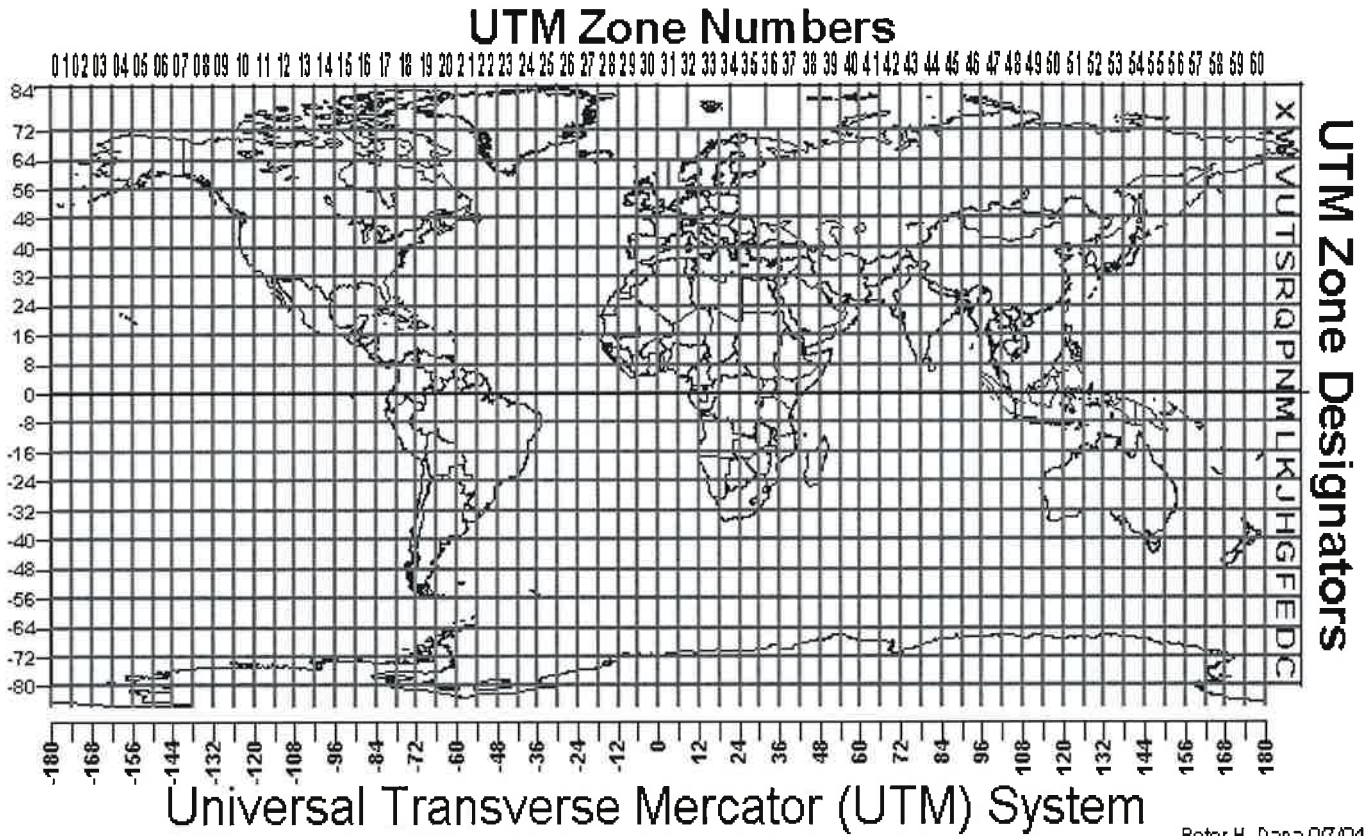 UTM Zone Numbers
01 02 03 04 05 06 07 08 09 10 11 12 13 14 15 16 17 18 19 20 21 22 23 24 25 26 27 28 29 30 31 32 33 34 35 36 37 38 39 40 41 42 43 44 45 46 47 48 49 50 51 52 53 54 55 56 57 58 59 60
84
72
64
56
48
40
32
24
16
8
0
-8
-16
-24
-32
-40
-48
-56
-64
-72
-80
X
W
V
U
T
S
R
Q
P
N
M
L
K
J
H
G
F
E
D
C
UTM Zone Designators
-180 -168 -156 -144 -132 -120 -108 -96 -84 -72 -60 -48 -36 -24 -12 0 12 24 36 48 60 72 84 96 108 120 132 144 156 168 180
Universal Transverse Mercator (UTM) System
Peter H. Dana